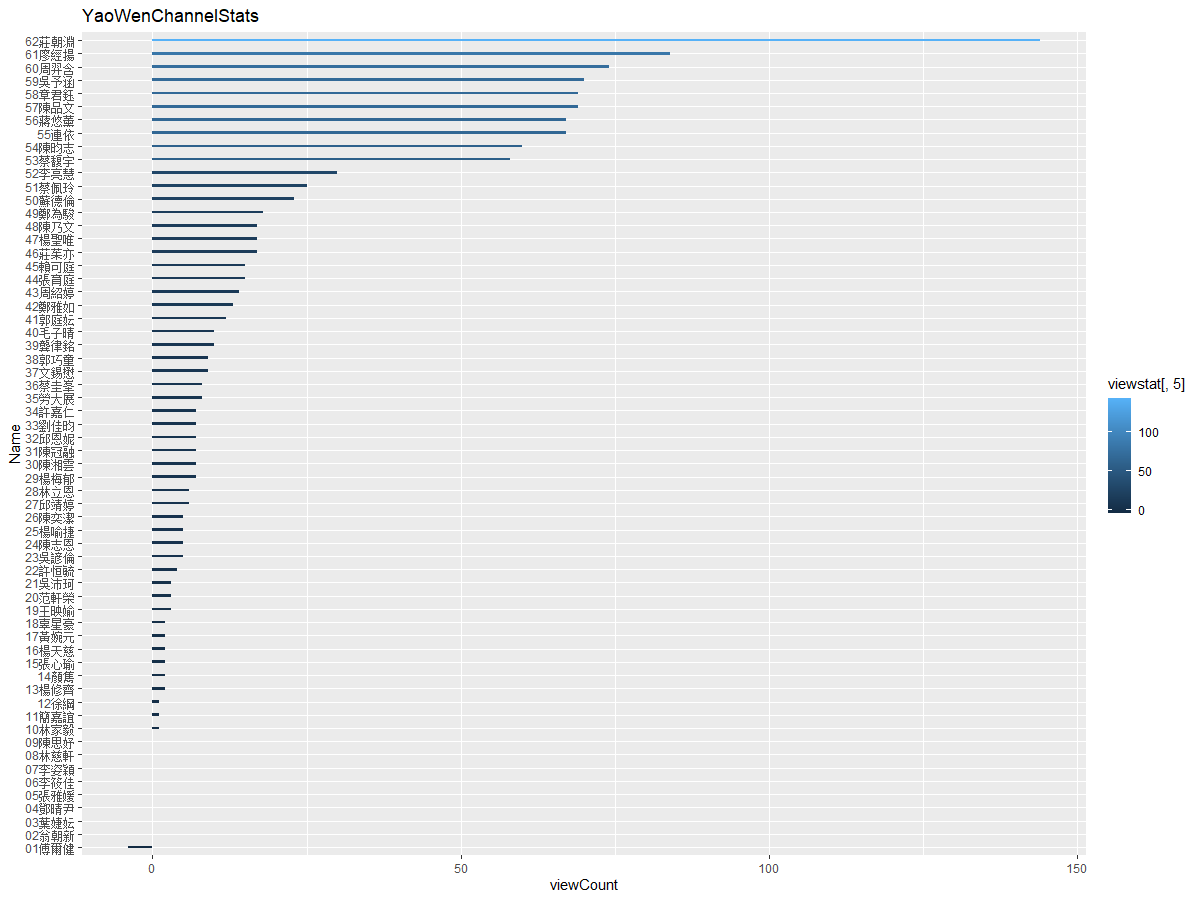 YaoWenChannelStats
62莊朝淵
61廖經揚
60周羿含
59吳予涵
58章君鈺
57陳品文
56蔣悠薰
55連依
54陳昀志
53蔡馥宇
52李亮慧
51蔡佩玲
50蘇德倫
49鄭為駿
48陳乃文
47楊聖唯
46莊茱亦
45賴可庭
44張育庭
43周紹婷
42鄭雅如
41郭庭妘
40毛子晴
39龔律銘
38郭巧童
37文錫懋
36蔡圭峯
35勞大展
34許嘉仁
33劉佳昀
32邱恩妮
31陳冠融
30陳湘雲
29楊梅郁
28林立恩
27邱靖婷
26陳奕潔
25楊喻捷
24陳志恩
23吳諺倫
22許恒毓
21吳沛珂
20范軒榮
19王映媮
18辜星豪
17黃婉元
16楊天慈
15張心瑜
14顏雋
13楊修齊
12徐綱
11簡嘉誼
10林家毅
09陳思妤
08林慈軒
07李姿穎
06李筱佳
05張雅媛
04鄧晴尹
03葉婕妘
02翁朝新
01傅爾健
Name
0 50 100 150
viewCount
viewstat[, 5]
100
50
0